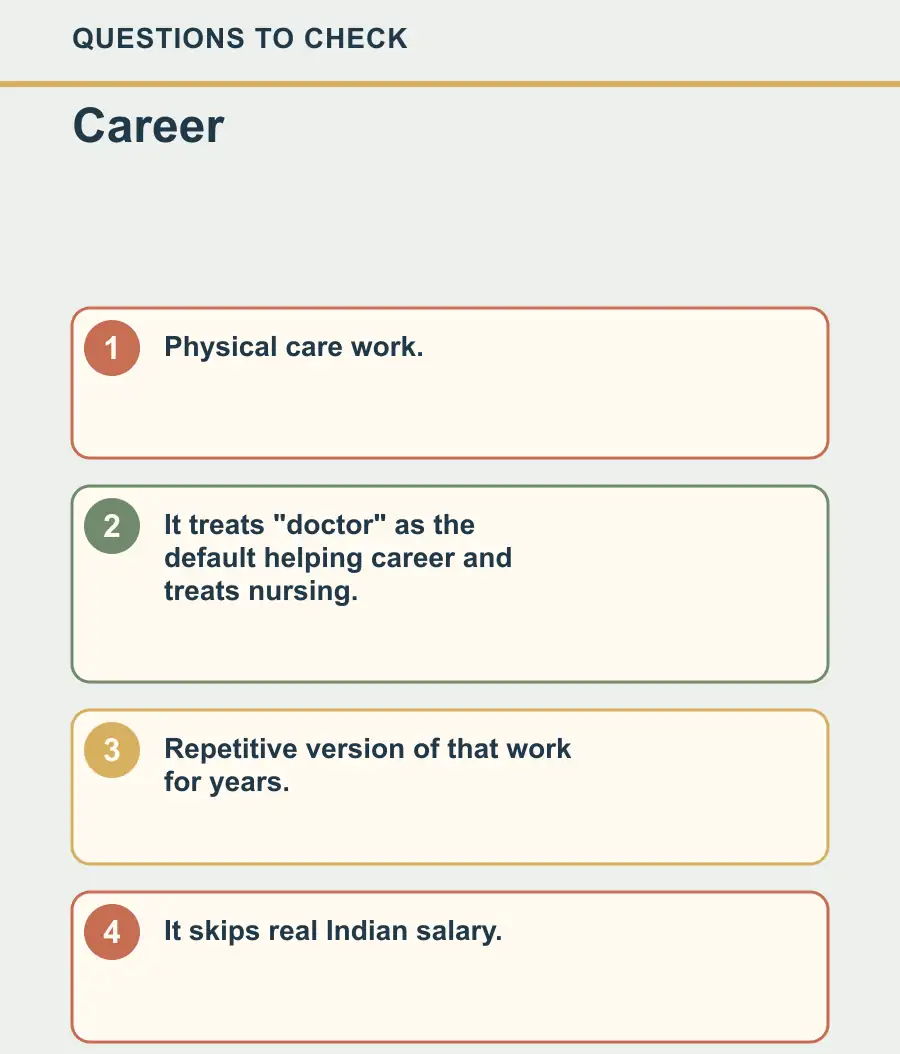 QUESTIONS TO CHECK
Career
1
Physical care work.
2
It treats "doctor" as the
default helping career and
treats nursing.
3
Repetitive version of that work
for years.
4
It skips real Indian salary.